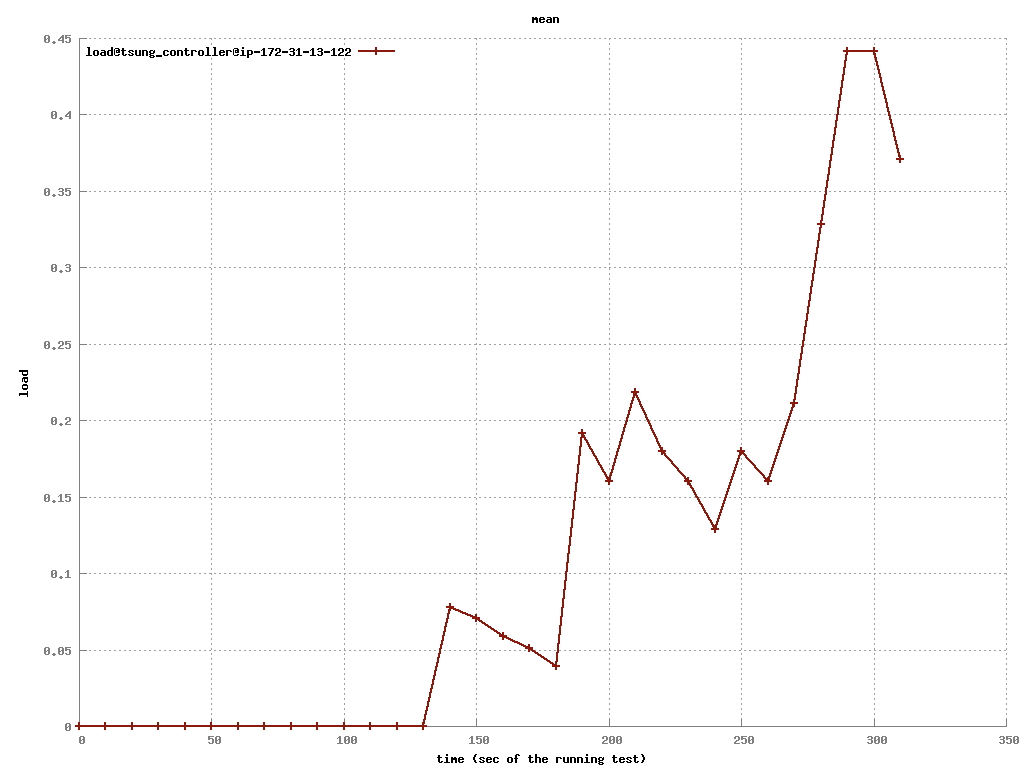 mean
load@tsung_controller@ip-172-31-13-122
0.45
0.4
0.35
0.3
0.25
0.2
0.15
0.1
0.05
0
load
0 50 100 150 200 250 300 350
time (sec of the running test)